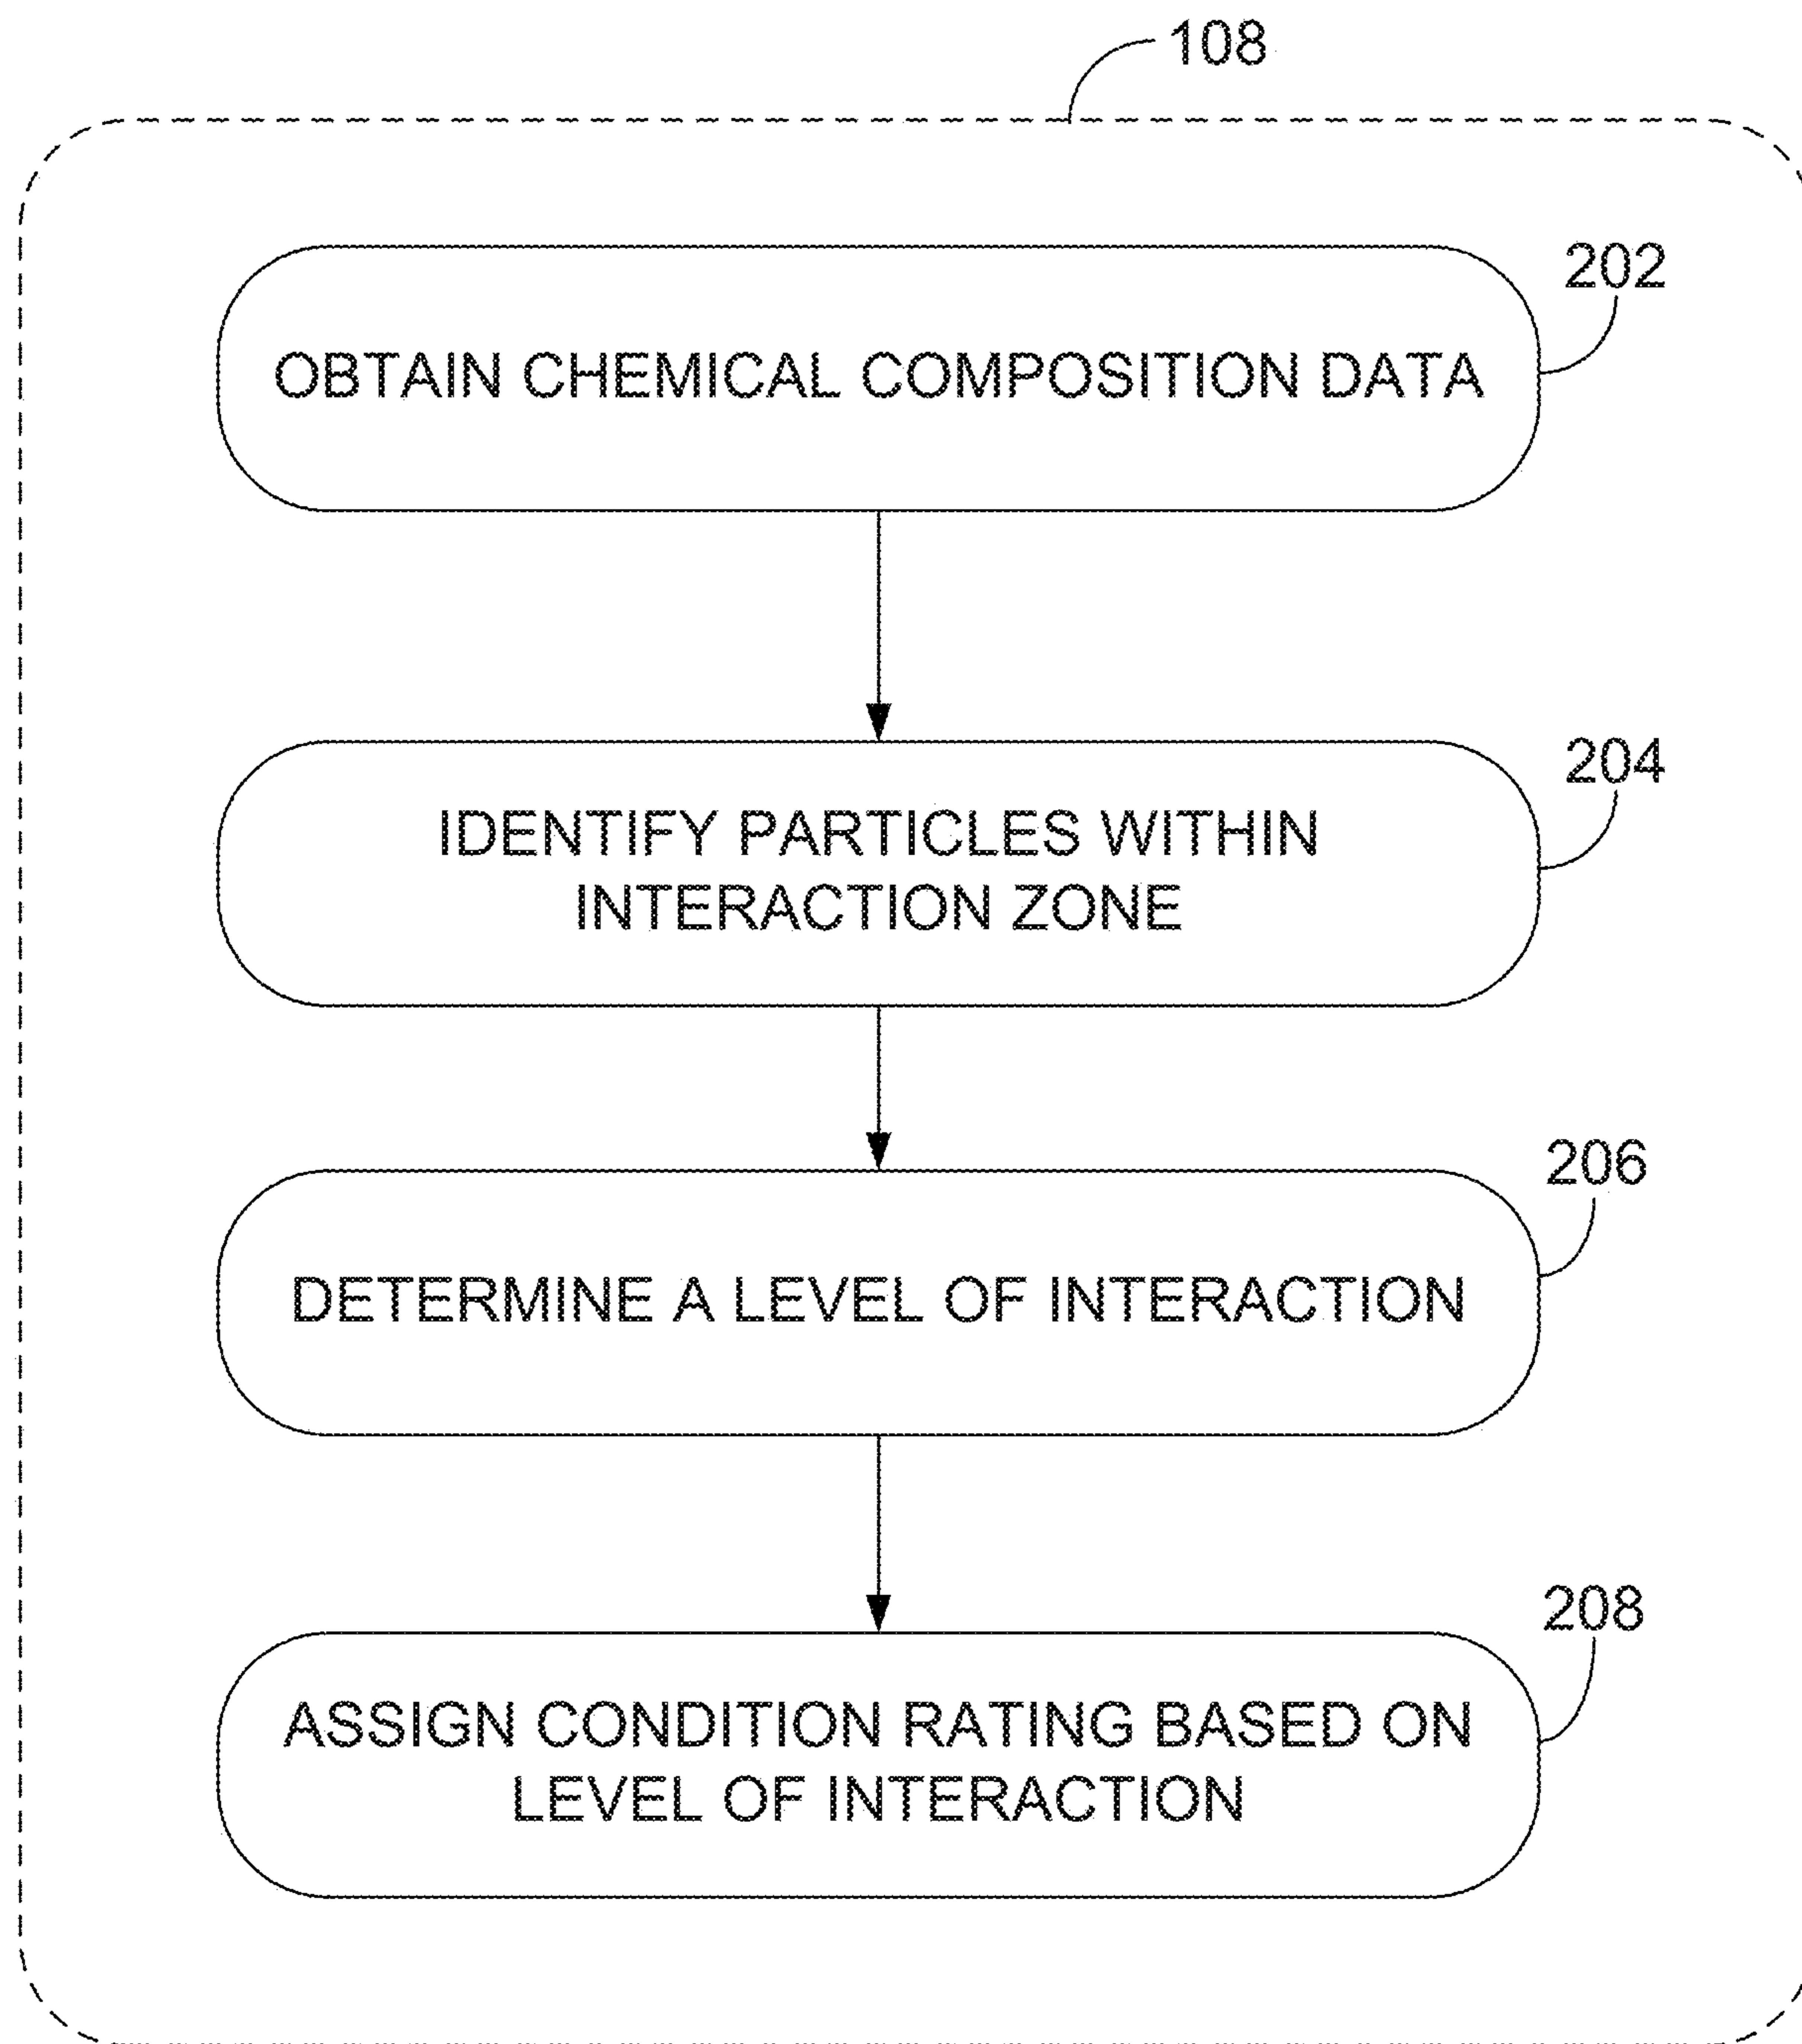 108
202
OBTAIN CHEMICAL COMPOSITION DATA
204
IDENTIFY PARTICLES WITHIN
INTERACTION ZONE
206
DETERMINE A LEVEL OF INTERACTION
208
ASSIGN CONDITION RATING BASED ON
LEVEL OF INTERACTION